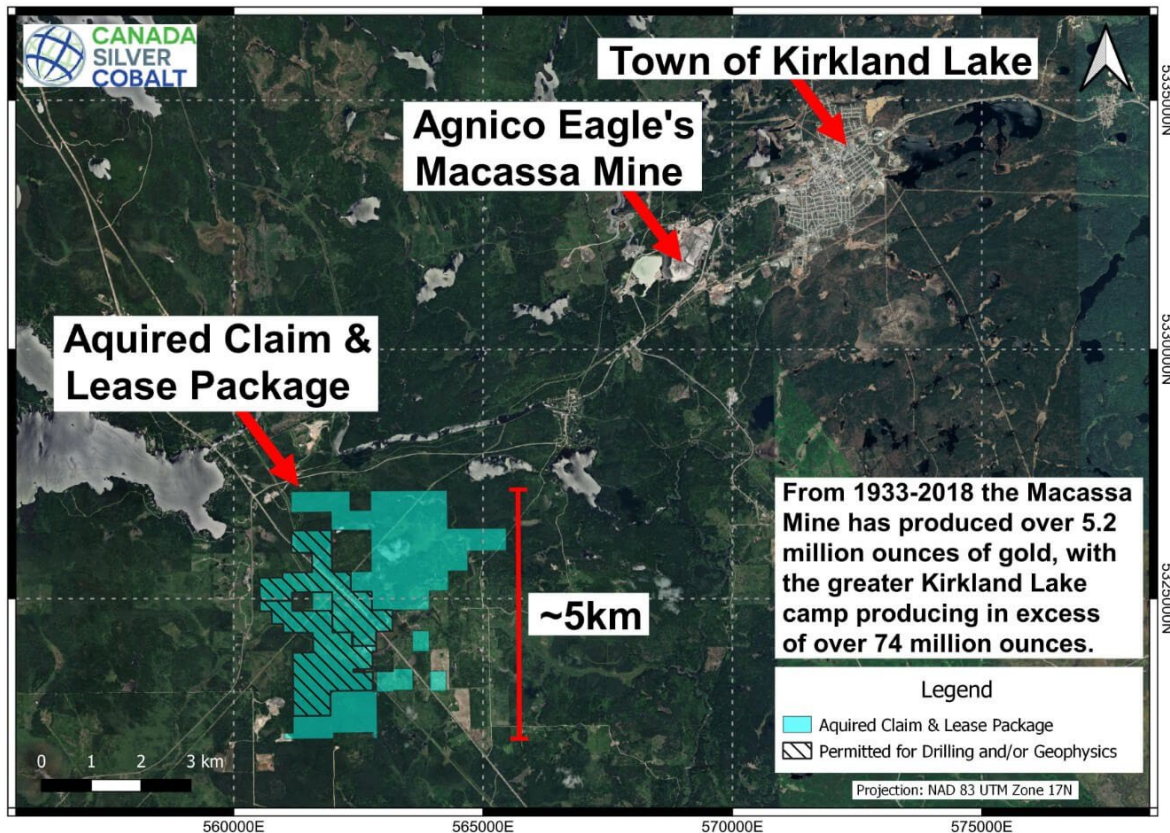 CANADA
SILVER
COBALT
Town of Kirkland Lake
Agnico Eagle's
Macassa Mine
Aquired Claim &
Lease Package
~5km
From 1933-2018 the Macassa
Mine has produced over 5.2
million ounces of gold, with
the greater Kirkland Lake
camp producing in excess
of over 74 million ounces.
Legend
Aquired Claim & Lease Package
Permitted for Drilling and/or Geophysics
Projection: NAD 83 UTM Zone 17N
0 1 2 3 km
560000E 565000E 570000E 575000E
5335000N
5330000N
5325000N